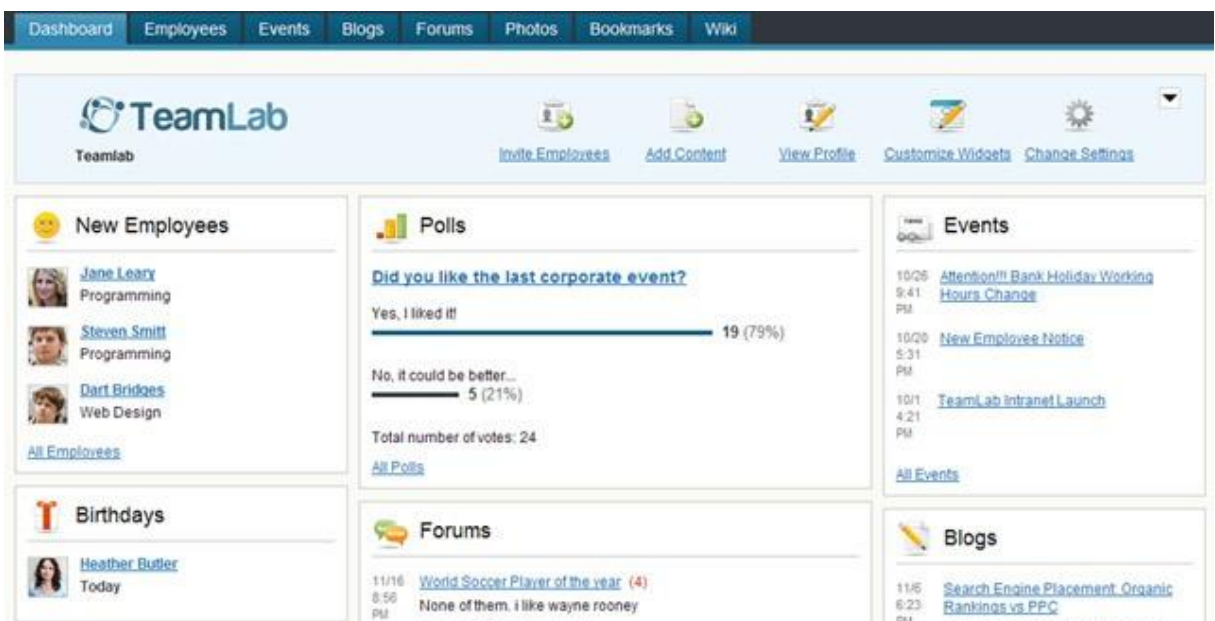 Dashboard Employees Events Blogs Forums Photos Bookmarks Wiki
TeamLab
Teamlab
Invite Employees Add Content View Profile Customize Widgets Change Settings
New Employees
Jane Leary
Programming
Steven Smitt
Programming
Dart Bridges
Web Design
All Employees
Birthdays
Heather Butler
Today
Polls
Did you like the last corporate event?
Yes, I liked it!
19 (79%)
No, it could be better...
5 (21%)
Total number of votes: 24
All Polls
Forums
11/16
8:56
PM
World Soccer Player of the year (4)
None of them. i like wayne rooney
Events
10/26
9:41
PM
Attention!!! Bank Holiday Working
Hours Change
10/20
5:31
PM
New Employee Notice
10/1
4:21
PM
TeamLab Intranet Launch
All Events
Blogs
11/6
6:23
PM
Search Engine Placement: Organic
Rankings vs PPC